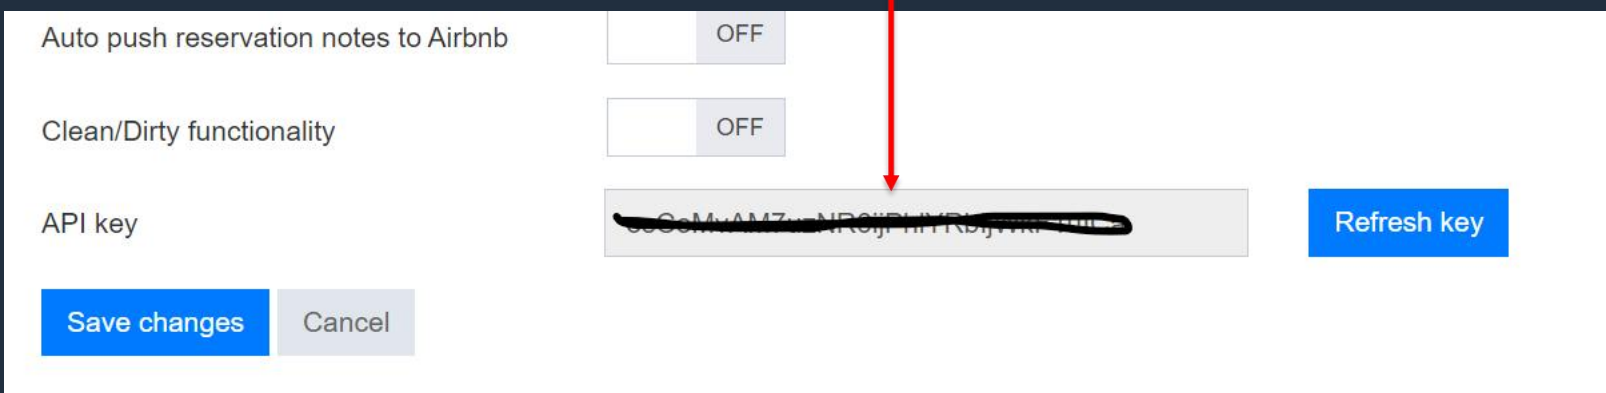 Auto push reservation notes to Airbnb
OFF
Clean/Dirty functionality
OFF
API key
Refresh key
Save changes
Cancel